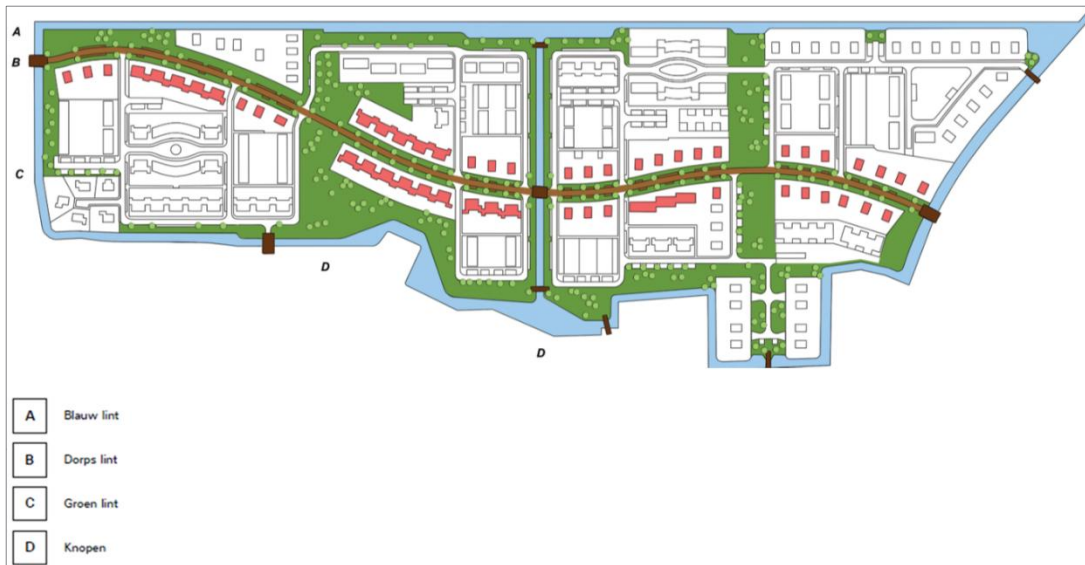 A
B
C
D
D
A Blauw lint
B Dorps lint
C Groen lint
D Knopen